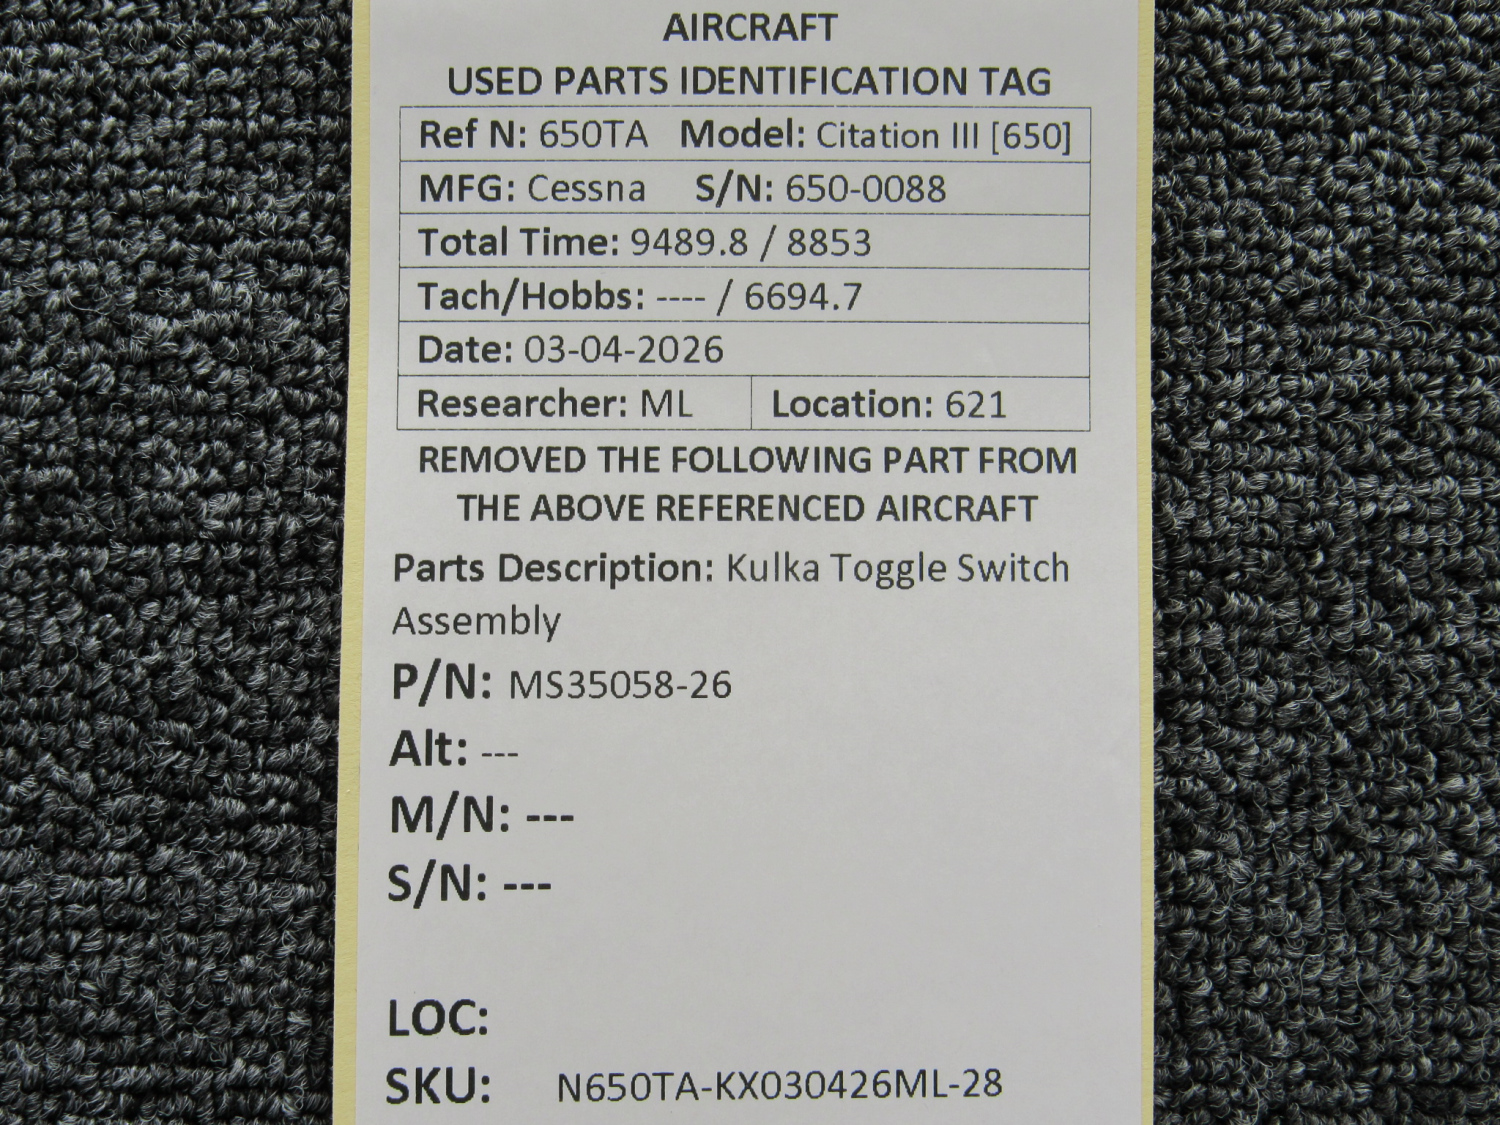 AIRCRAFT
USED PARTS IDENTIFICATION TAG
Ref N: 650TA Model: Citation III [650]
MFG: Cessna S/N: 650-0088
Total Time: 9489.8 / 8853
Tach/Hobbs: ---- / 6694.7
Date: 03-04-2026
Researcher: ML Location: 621
REMOVED THE FOLLOWING PART FROM
THE ABOVE REFERENCED AIRCRAFT
Parts Description: Kulka Toggle Switch
Assembly
P/N: MS35058-26
Alt: ---
M/N: ---
S/N: ---
LOC:
SKU: N650TA-KX030426ML-28